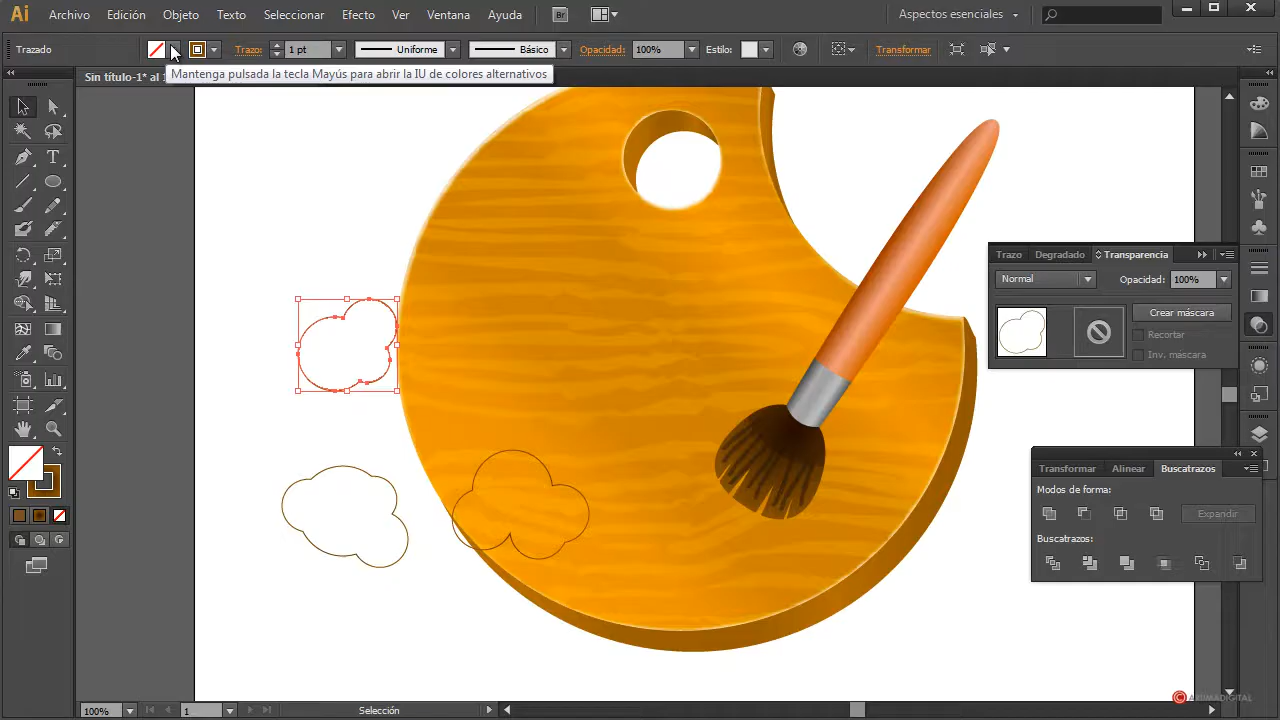 Ai Archivo Edición Objeto Texto Seleccionar Efecto Ver Ventana Ayuda Br Aspectos esenciales
Trazado Trazo: 1 pt Uniforme Básico Opacidad: 100% Estilo: Transformar
Mantenga pulsada la tecla Mayús para abrir la IU de colores alternativos
Sin título-1* al 1
Trazo Degradado Transparencia
Normal Opacidad: 100%
Crear máscara
Recortar
Inv. máscara
Transformar Alinear Buscatrazos
Modos de forma:
Expandir
Buscatrazos:
ARTIMADIGITAL
100% 1 Selección